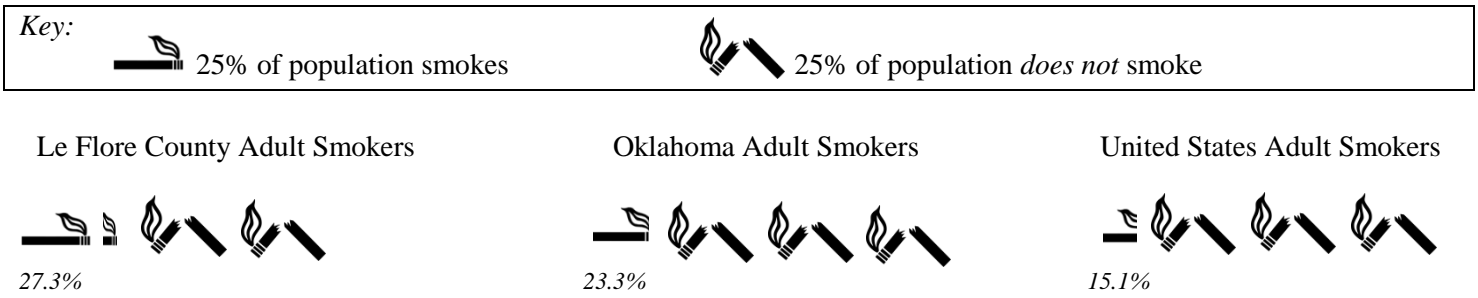 Key:
25% of population smokes
25% of population does not smoke
Le Flore County Adult Smokers
Oklahoma Adult Smokers
United States Adult Smokers
27.3%
23.3%
15.1%